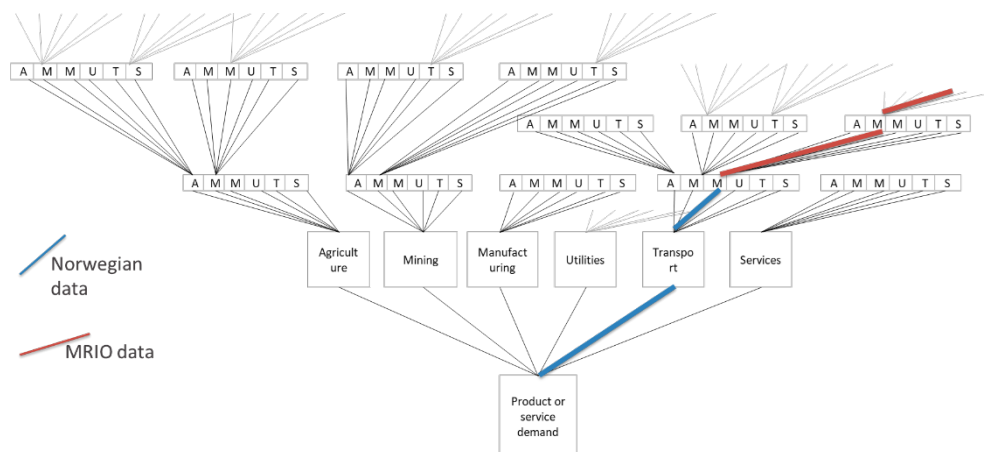 A M M U T S
A M M U T S
A M M U T S
A M M U T S
A M M U T S
A M M U T S
A M M U T S
A M M U T S
A M M U T S
A M M U T S
A M M U T S
A M M U T S
Agricult
ure
Mining
Manufact
uring
Utilities
Transpo
rt
Services
Norwegian
data
MRIO data
Product or
service
demand